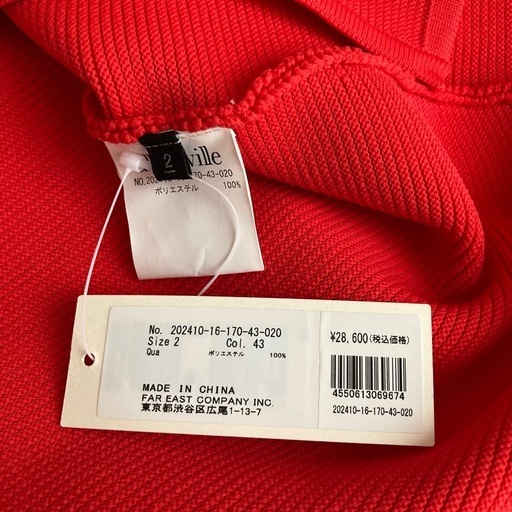 2
ville
NO.2024 70-43-020
ポリエステル 100%
No. 202410-16-170-43-020
Size 2 Col. 43
Qua ポリエステル 100%
MADE IN CHINA
FAR EAST COMPANY INC.
東京都渋谷区広尾1-13-7
¥28,600(税込価格)
4550613069674
202410-16-170-43-020